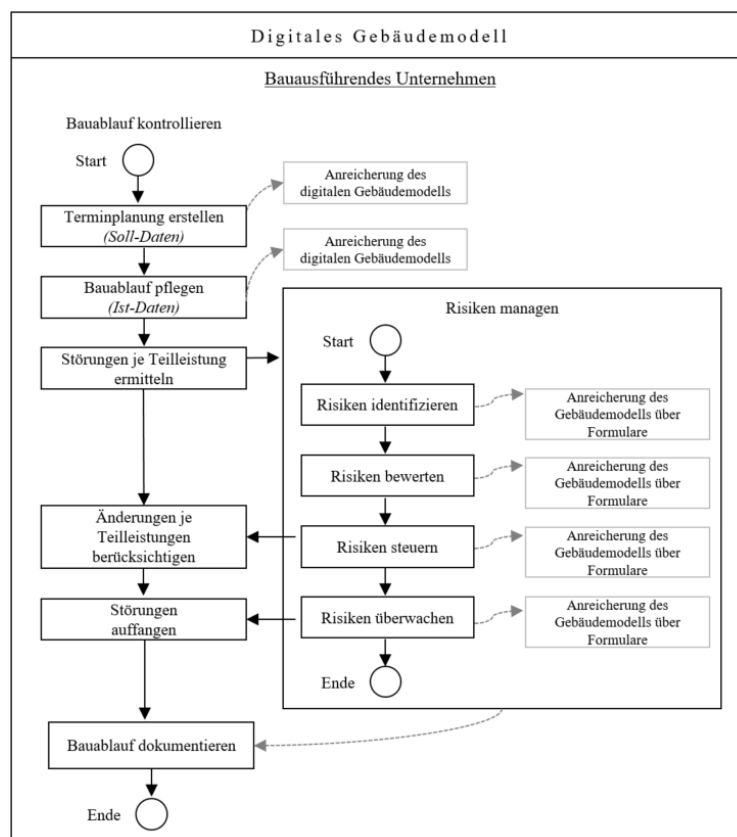 Digitales Gebäudemodell
Bauausführendes Unternehmen
Bauablauf kontrollieren
Start
Terminplanung erstellen
(Soll-Daten)
Anreicherung des
digitalen Gebäudemodells
Bauablauf pflegen
(Ist-Daten)
Anreicherung des
digitalen Gebäudemodells
Störungen je Teilleistung
ermitteln
Risiken managen
Start
Risiken identifizieren
Anreicherung des
Gebäudemodells über
Formulare
Risiken bewerten
Anreicherung des
Gebäudemodells über
Formulare
Änderungen je
Teilleistungen
berücksichtigen
Risiken steuern
Anreicherung des
Gebäudemodells über
Formulare
Störungen
auffangen
Risiken überwachen
Anreicherung des
Gebäudemodells über
Formulare
Ende
Bauablauf dokumentieren
Ende